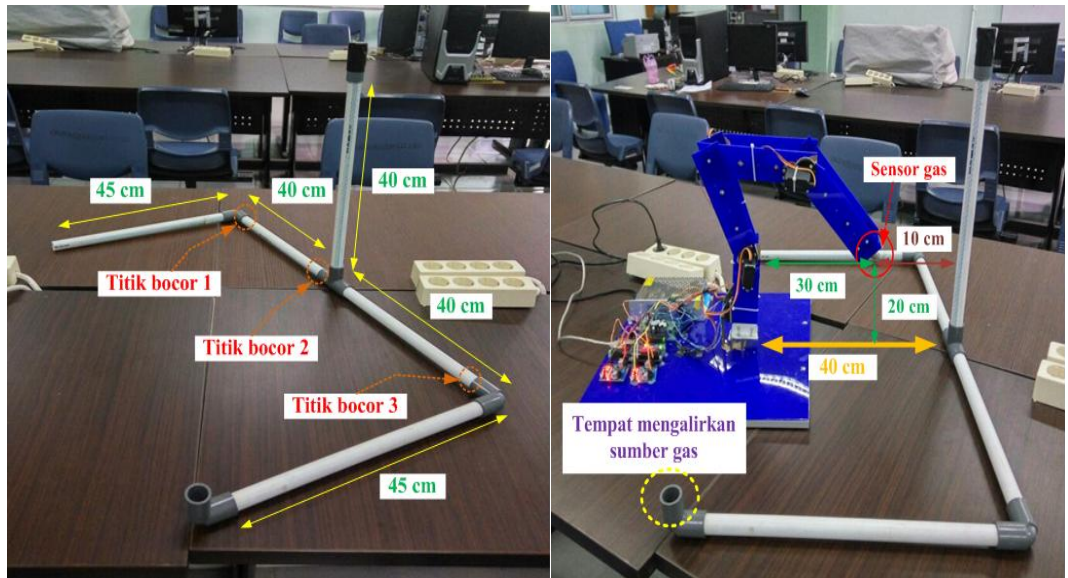 45 cm
40 cm
40 cm
Titik bocor 1
40 cm
Titik bocor 2
Titik bocor 3
45 cm
Sensor gas
10 cm
30 cm
20 cm
40 cm
Tempat mengalirkan
sumber gas